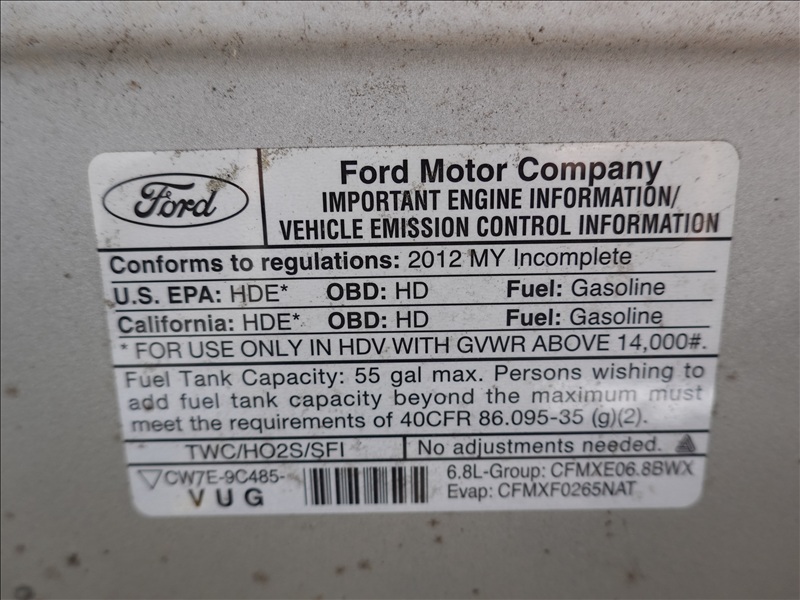 Ford
Ford Motor Company
IMPORTANT ENGINE INFORMATION/
VEHICLE EMISSION CONTROL INFORMATION
Conforms to regulations: 2012 MY Incomplete
U.S. EPA: HDE* OBD: HD Fuel: Gasoline
California: HDE* OBD: HD Fuel: Gasoline
* FOR USE ONLY IN HDV WITH GVWR ABOVE 14,000#.
Fuel Tank Capacity: 55 gal max. Persons wishing to
add fuel tank capacity beyond the maximum must
meet the requirements of 40CFR 86.095-35 (g)(2).
TWC/HO2S/SFI No adjustments needed.
CW7E-9C485-
VUG
6.8L-Group: CFMXE06.8BWX
Evap: CFMXF0265NAT